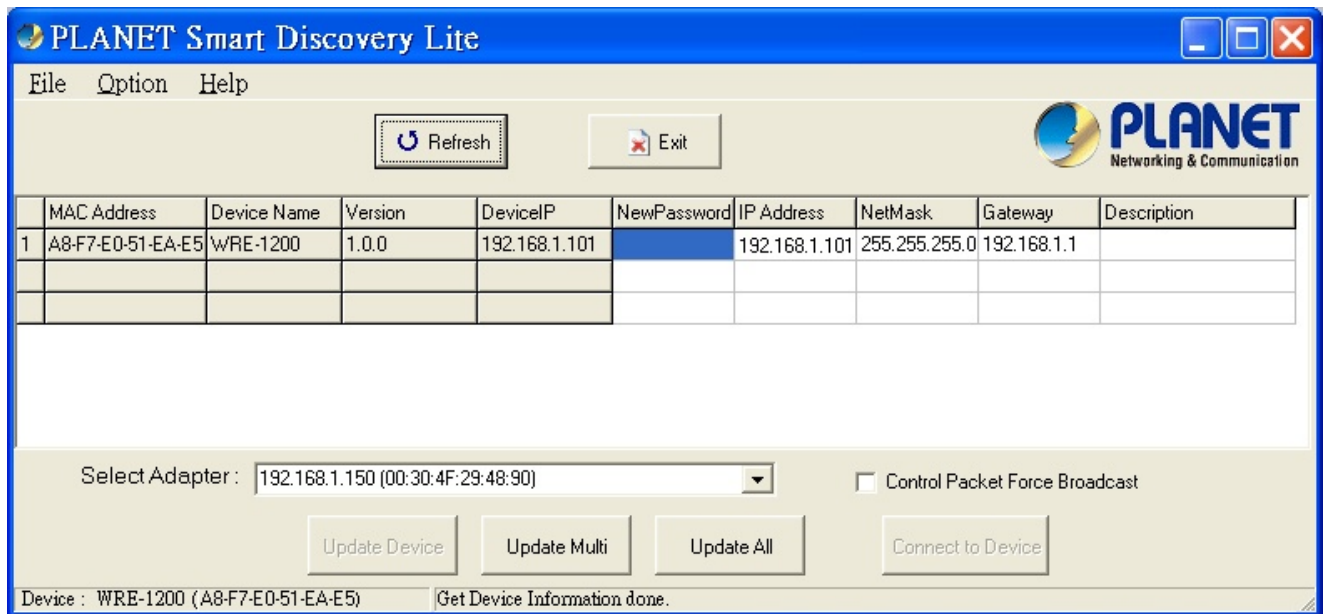 PLANET Smart Discovery Lite
File Option Help
Refresh Exit
PLANET
Networking & Communication
MAC Address Device Name Version DeviceIP NewPassword IP Address NetMask Gateway Description
1 A8-F7-E0-51-EA-E5 WRE-1200 1.0.0 192.168.1.101 192.168.1.101 255.255.255.0 192.168.1.1
Select Adapter : 192.168.1.150 (00:30:4F:29:48:90) Control Packet Force Broadcast
Update Device Update Multi Update All Connect to Device
Device : WRE-1200 (A8-F7-E0-51-EA-E5) Get Device Information done.